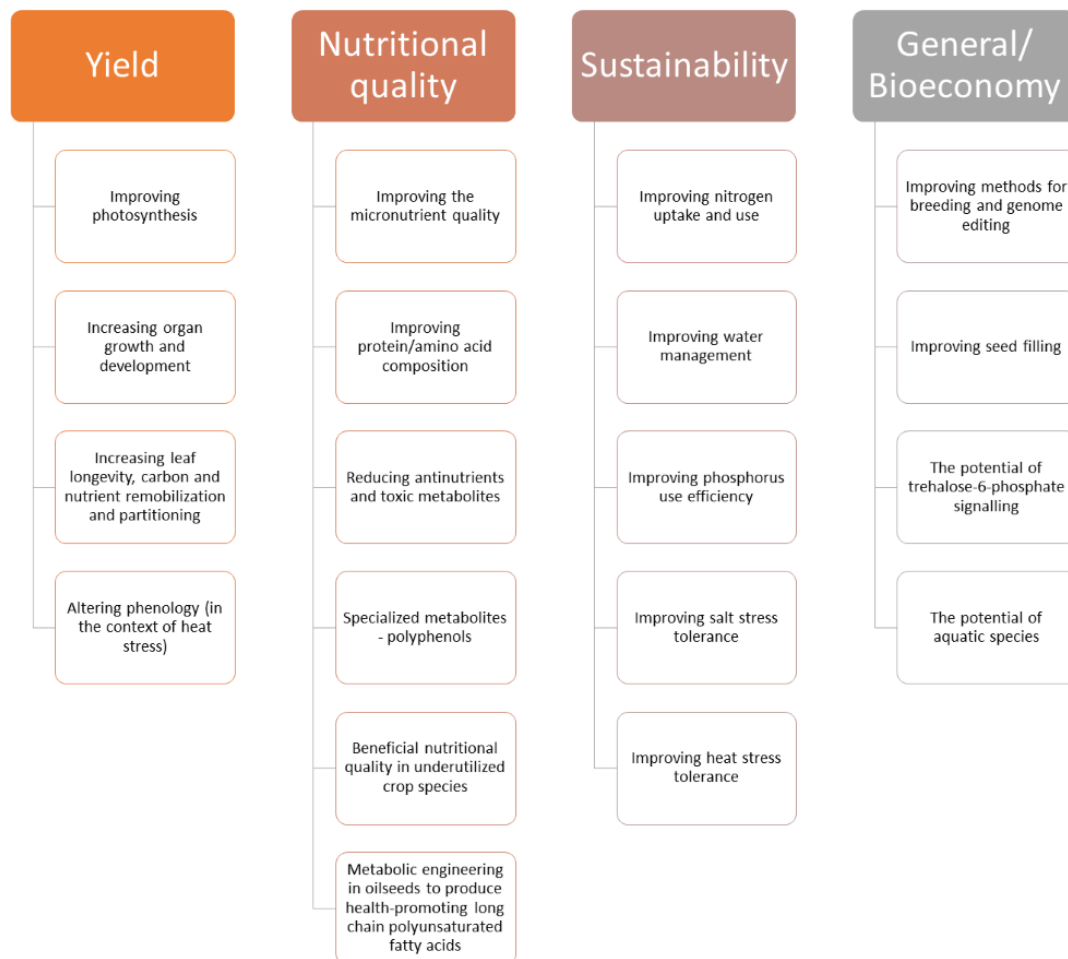 Yield
Improving
photosynthesis
Increasing organ
growth and
development
Increasing leaf
longevity, carbon and
nutrient remobilization
and partitioning
Altering phenology (in
the context of heat
stress)
Nutritional
quality
Improving the
micronutrient quality
Improving
protein/amino acid
composition
Reducing antinutrients
and toxic metabolites
Specialized metabolites
- polyphenols
Beneficial nutritional
quality in underutilized
crop species
Metabolic engineering
in oilseeds to produce
health-promoting long
chain polyunsaturated
fatty acids
Sustainability
Improving nitrogen
uptake and use
Improving water
management
Improving phosphorus
use efficiency
Improving salt stress
tolerance
Improving heat stress
tolerance
General/
Bioeconomy
Improving methods for
breeding and genome
editing
Improving seed filling
The potential of
trehalose-6-phosphate
signalling
The potential of
aquatic species